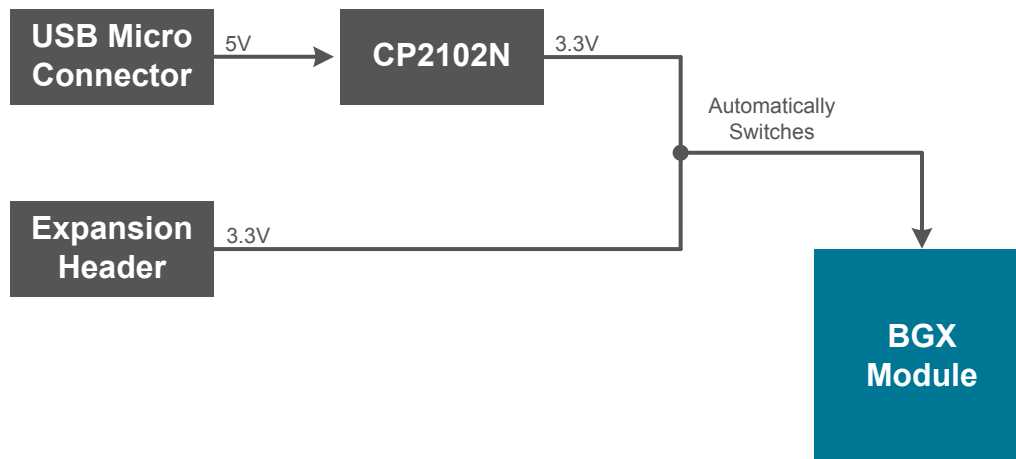 USB Micro
Connector
5V
CP2102N
3.3V
Automatically
Switches
Expansion
Header
3.3V
BGX
Module